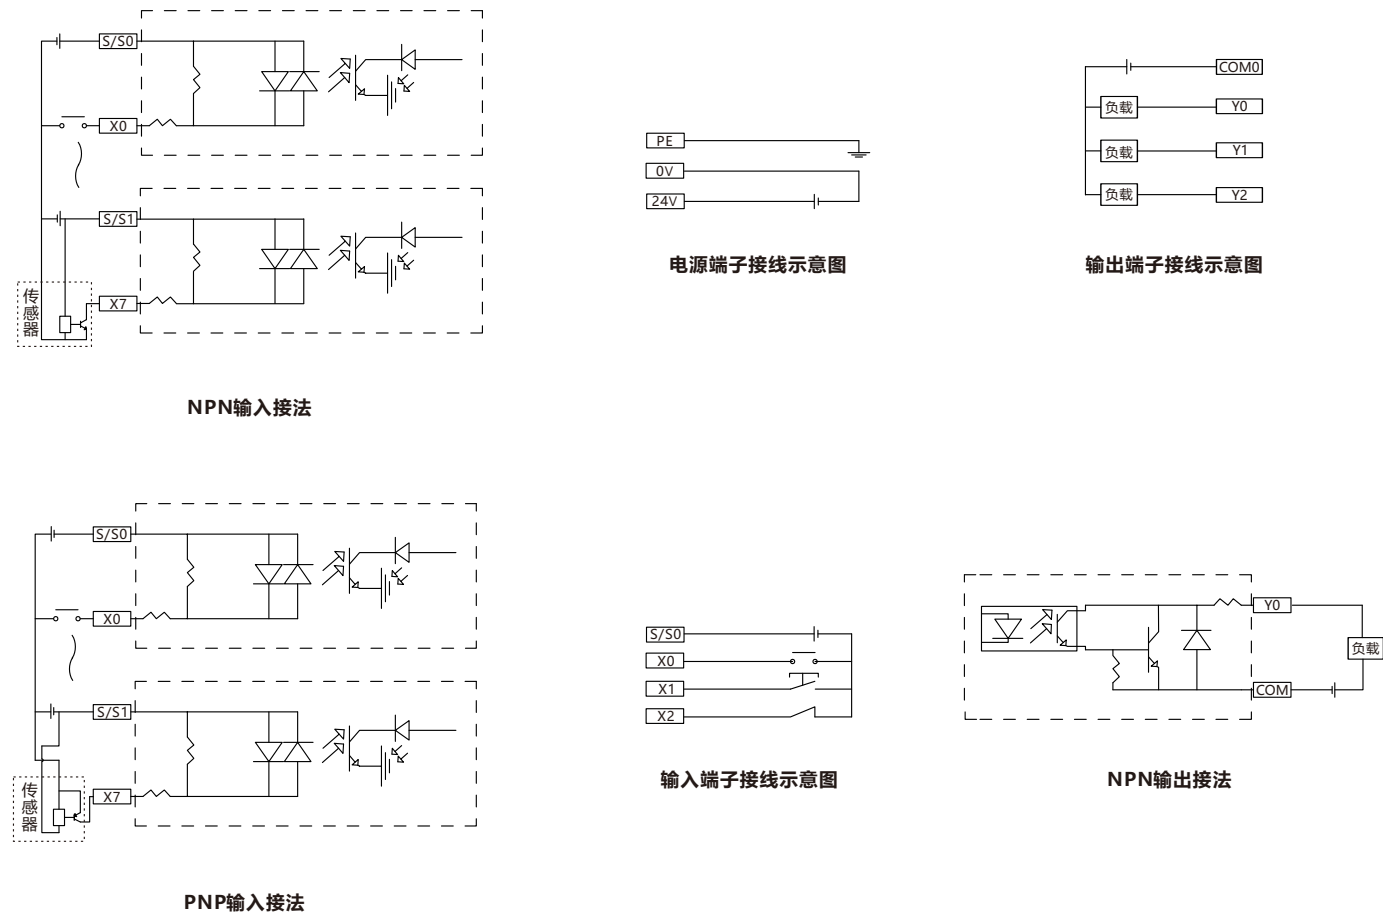 S/S0
X0
S/S1
传感器
X7
NPN输入接法
PE
0V
24V
电源端子接线示意图
COM0
负载 Y0
负载 Y1
负载 Y2
输出端子接线示意图
S/S0
X0
S/S1
传感器
X7
PNP输入接法
S/S0
X0
X1
X2
输入端子接线示意图
Y0
负载
COM
NPN输出接法